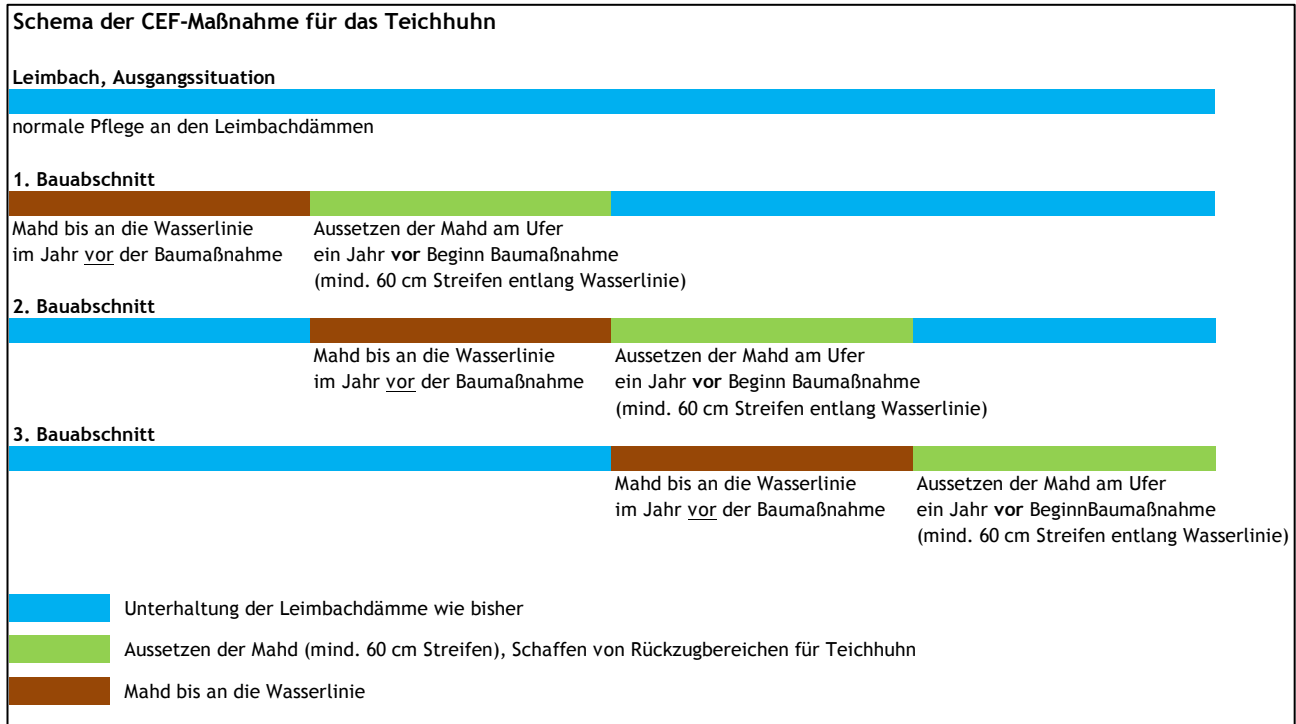 Schema der CEF-Maßnahme für das Teichhuhn
Leimbach, Ausgangssituation
normale Pflege an den Leimbachdämmen
1. Bauabschnitt
Mahd bis an die Wasserlinie
im Jahr vor der Baumaßnahme
Aussetzen der Mahd am Ufer
ein Jahr vor Beginn Baumaßnahme
(mind. 60 cm Streifen entlang Wasserlinie)
2. Bauabschnitt
Mahd bis an die Wasserlinie
im Jahr vor der Baumaßnahme
Aussetzen der Mahd am Ufer
ein Jahr vor Beginn Baumaßnahme
(mind. 60 cm Streifen entlang Wasserlinie)
3. Bauabschnitt
Mahd bis an die Wasserlinie
im Jahr vor der Baumaßnahme
Aussetzen der Mahd am Ufer
ein Jahr vor BeginnBaumaßnahme
(mind. 60 cm Streifen entlang Wasserlinie)
Unterhaltung der Leimbachdämme wie bisher
Aussetzen der Mahd (mind. 60 cm Streifen), Schaffen von Rückzugbereichen für Teichhuhn
Mahd bis an die Wasserlinie